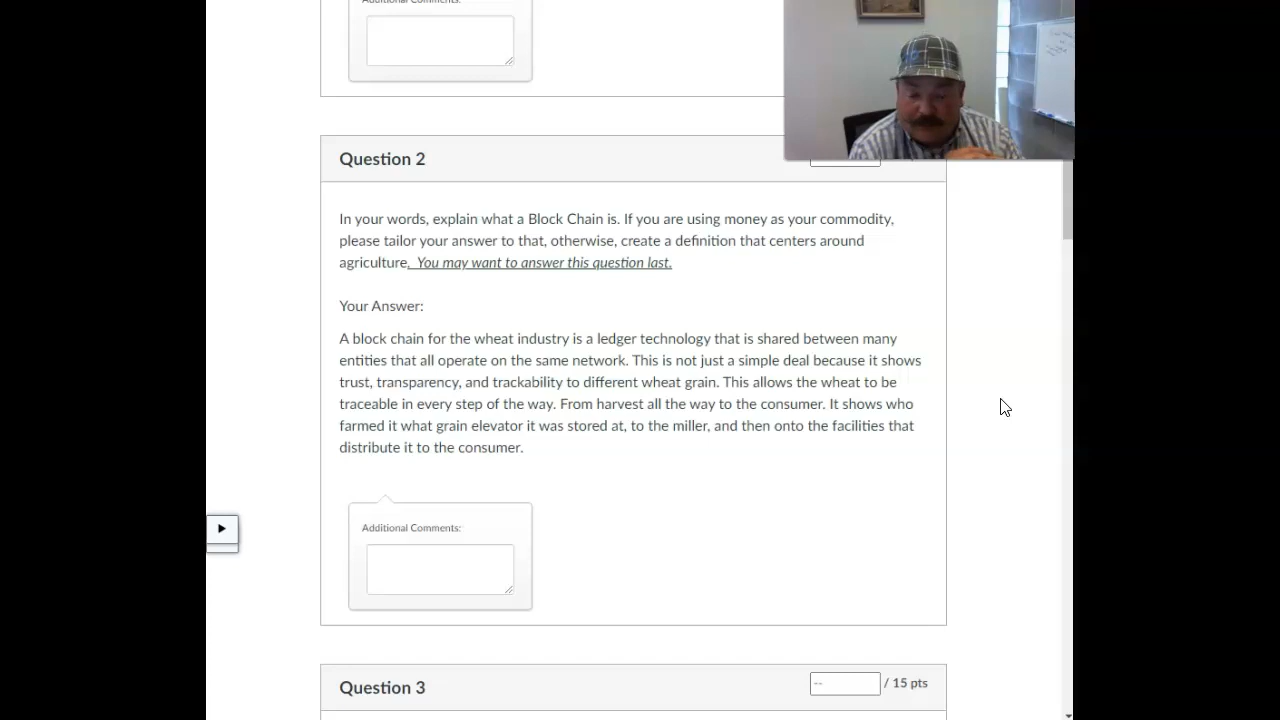 Additional Comments:
Question 2
In your words, explain what a Block Chain is. If you are using money as your commodity,
please tailor your answer to that, otherwise, create a definition that centers around
agriculture. You may want to answer this question last.
Your Answer:
A block chain for the wheat industry is a ledger technology that is shared between many
entities that all operate on the same network. This is not just a simple deal because it shows
trust, transparency, and trackability to different wheat grain. This allows the wheat to be
traceable in every step of the way. From harvest all the way to the consumer. It shows who
farmed it what grain elevator it was stored at, to the miller, and then onto the facilities that
distribute it to the consumer.
Additional Comments:
Question 3
-- / 15 pts